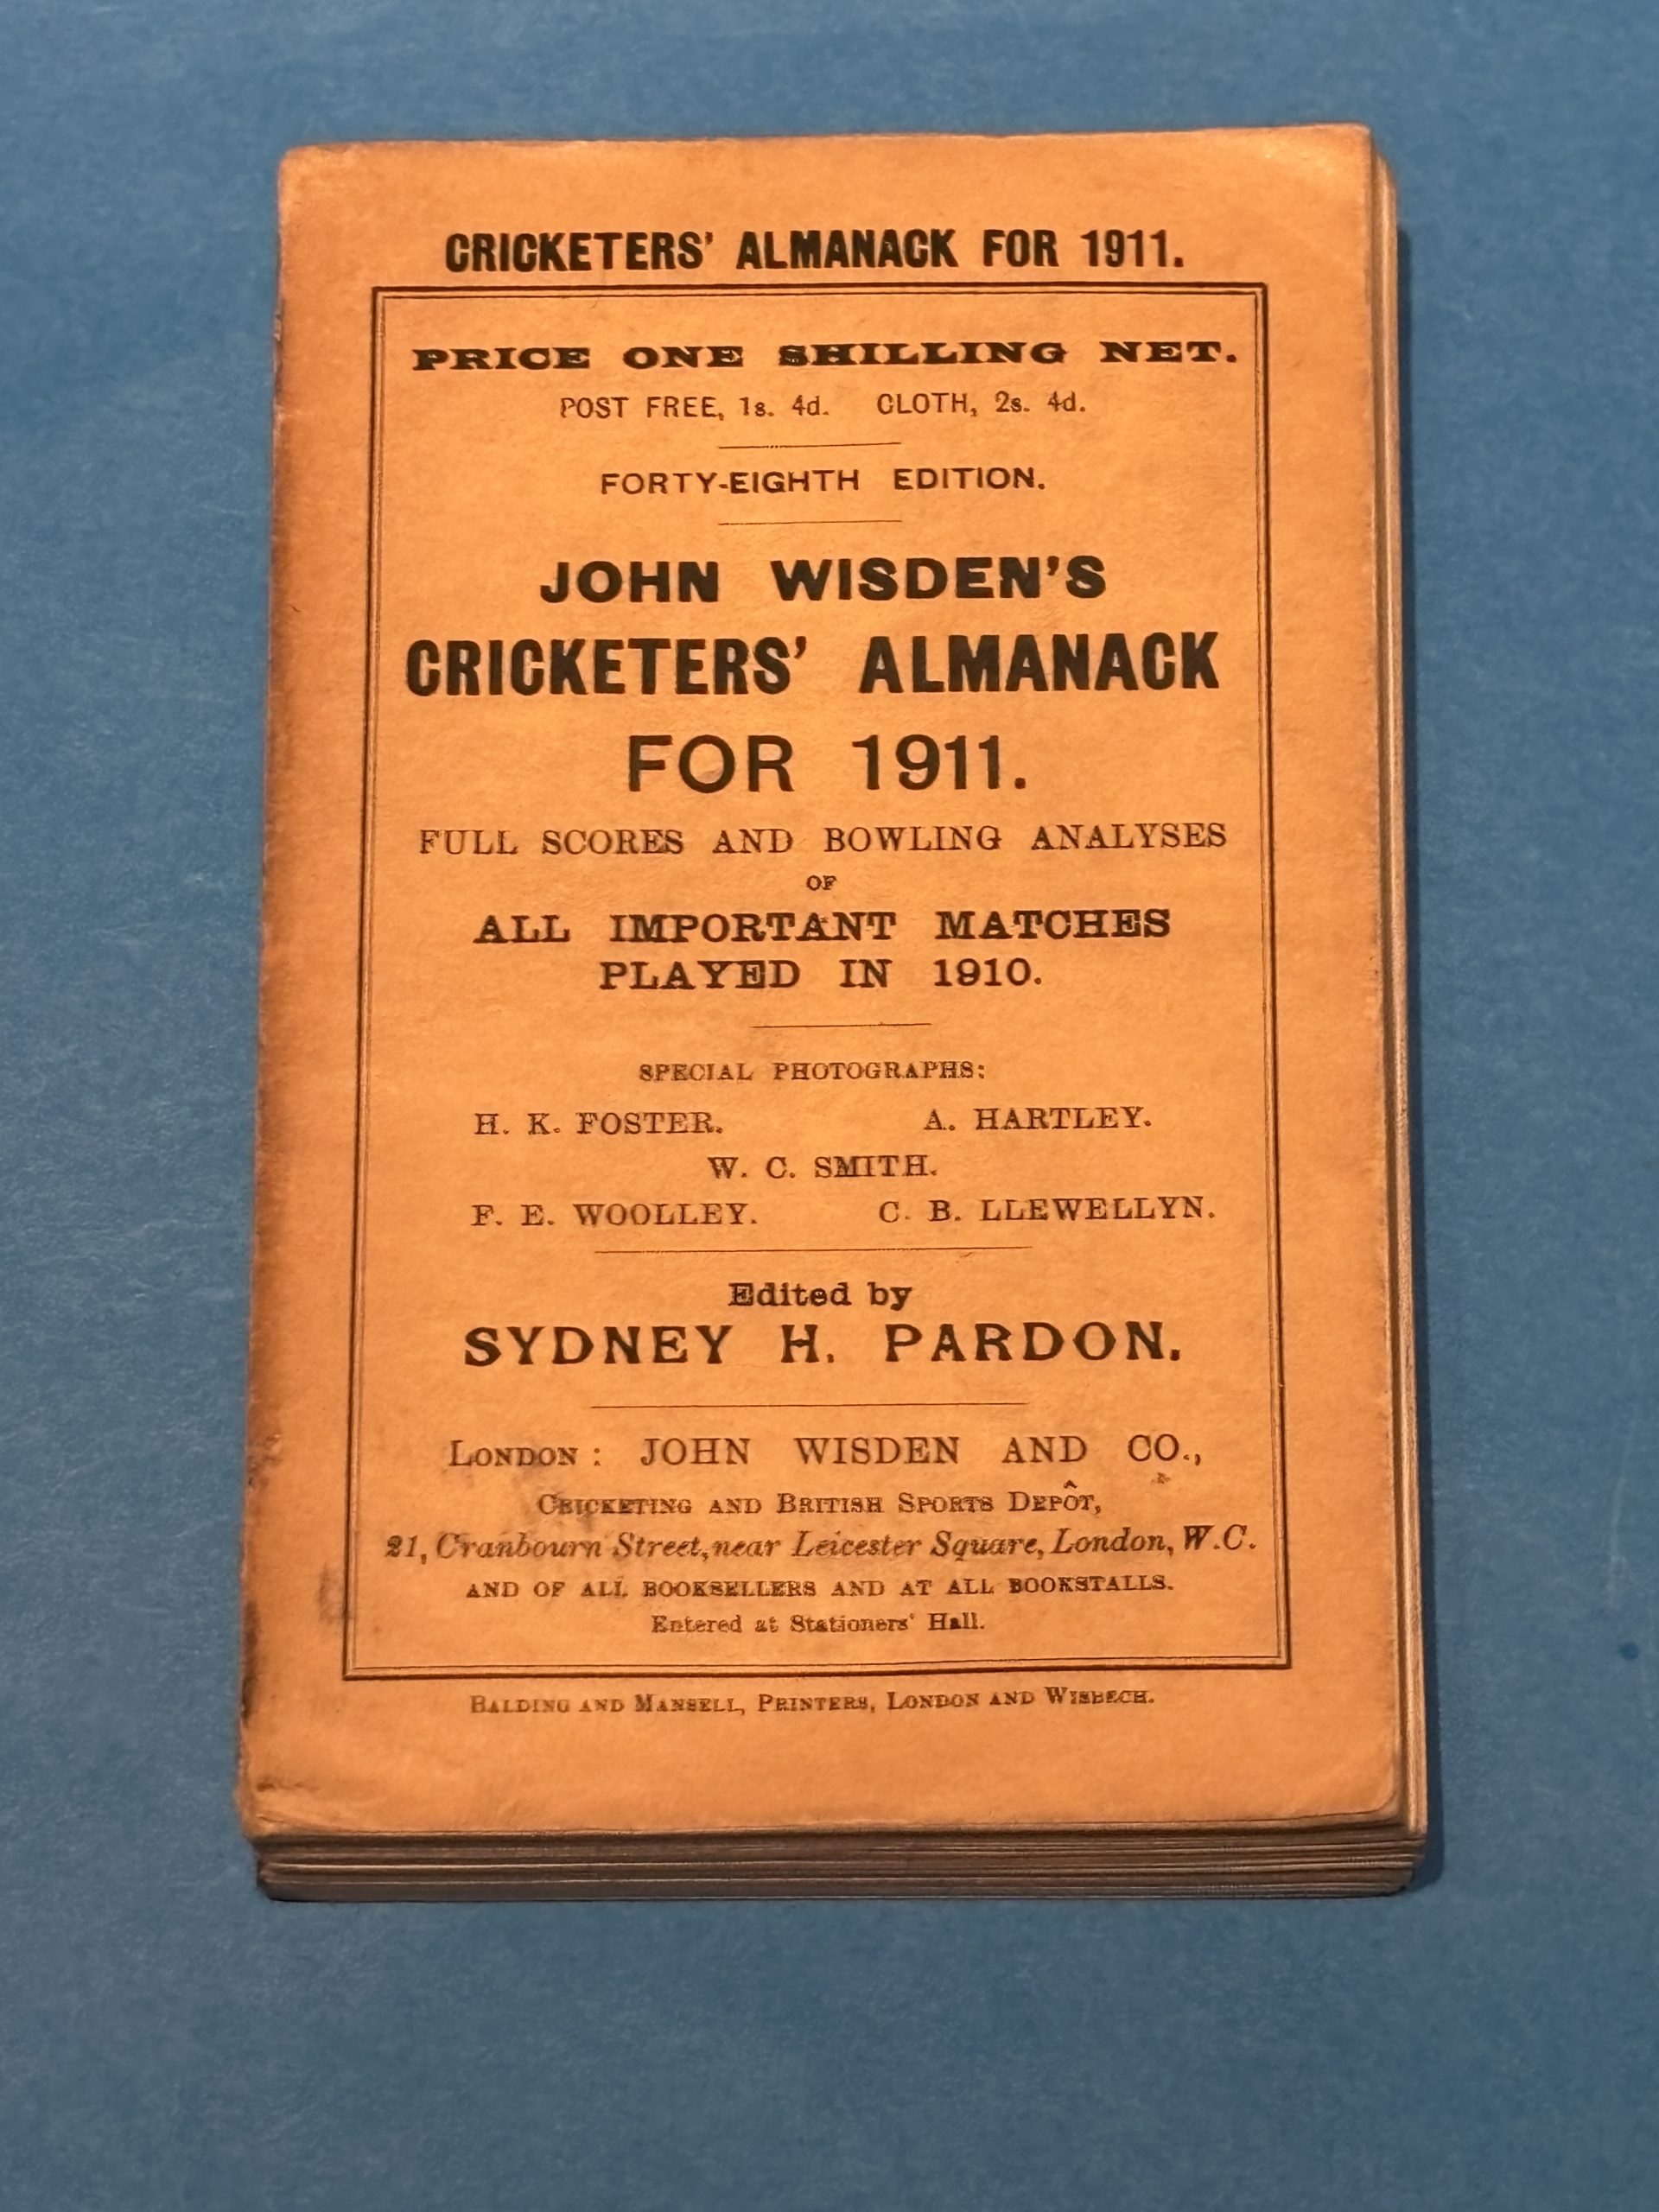 CRICKETERS' ALMANACK FOR 1911.
PRICE ONE SHILLING NET.
POST FREE, 1s. 4d. CLOTH, 2s. 4d.
FORTY-EIGHTH EDITION.
JOHN WISDEN'S
CRICKETERS' ALMANACK
FOR 1911.
FULL SCORES AND BOWLING ANALYSES
OF
ALL IMPORTANT MATCHES
PLAYED IN 1910.
SPECIAL PHOTOGRAPHS:
H. K. FOSTER. A. HARTLEY.
W. C. SMITH.
F. E. WOOLLEY. C. B. LLEWELLYN.
Edited by
SYDNEY H. PARDON.
LONDON: JOHN WISDEN AND CO.,
CRICKETING AND BRITISH SPORTS DEPÔT,
21, Cranbourn Street, near Leicester Square, London, W.C.
AND OF ALL BOOKSELLERS AND AT ALL BOOKSTALLS.
Entered at Stationers' Hall.
BALDING AND MANSELL, PRINTERS, LONDON AND WISBECH.